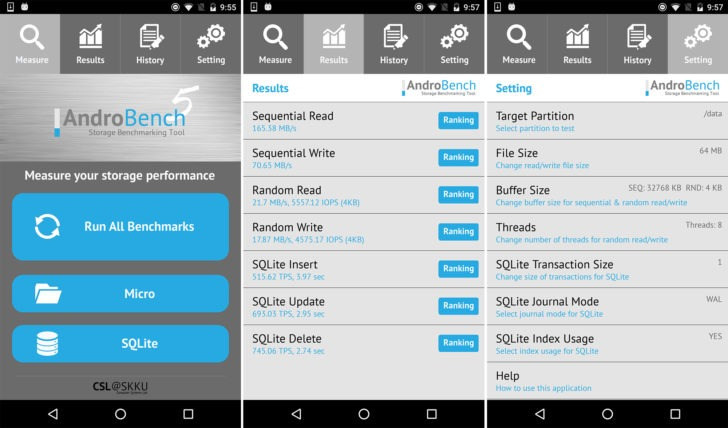 9:55
Measure
Results
History
Setting
AndroBench 5
Storage Benchmarking Tool
Measure your storage performance
Run All Benchmarks
Micro
SQLite
CSL@SKKU
9:57
Measure
Results
History
Setting
Results
AndroBench
Storage Benchmarking Tool
Sequential Read
165.38 MB/s
Ranking
Sequential Write
70.65 MB/s
Ranking
Random Read
21.7 MB/s, 5557.12 IOPS (4KB)
Ranking
Random Write
17.87 MB/s, 4575.17 IOPS(4KB)
Ranking
SQLite Insert
515.62 TPS, 3.97 sec
Ranking
SQLite Update
693.03 TPS, 2.95 sec
Ranking
SQLite Delete
745.06 TPS, 2.74 sec
Ranking
9:57
Measure
Results
History
Setting
Setting
AndroBench
Storage Benchmarking Tool
Target Partition
/data
Select partition to test
File Size
64 MB
Change read/write file size
Buffer Size
SEQ: 32768 KB RND: 4 KB
Change buffer size for sequential & random read/write
Threads
Threads: 8
Change number of threads for random read/write
SQLite Transaction Size
1
Change size of transactions for SQLite
SQLite Journal Mode
WAL
Select journal mode for SQLite
SQLite Index Usage
YES
Select index usage for SQLite
Help
How to use this application